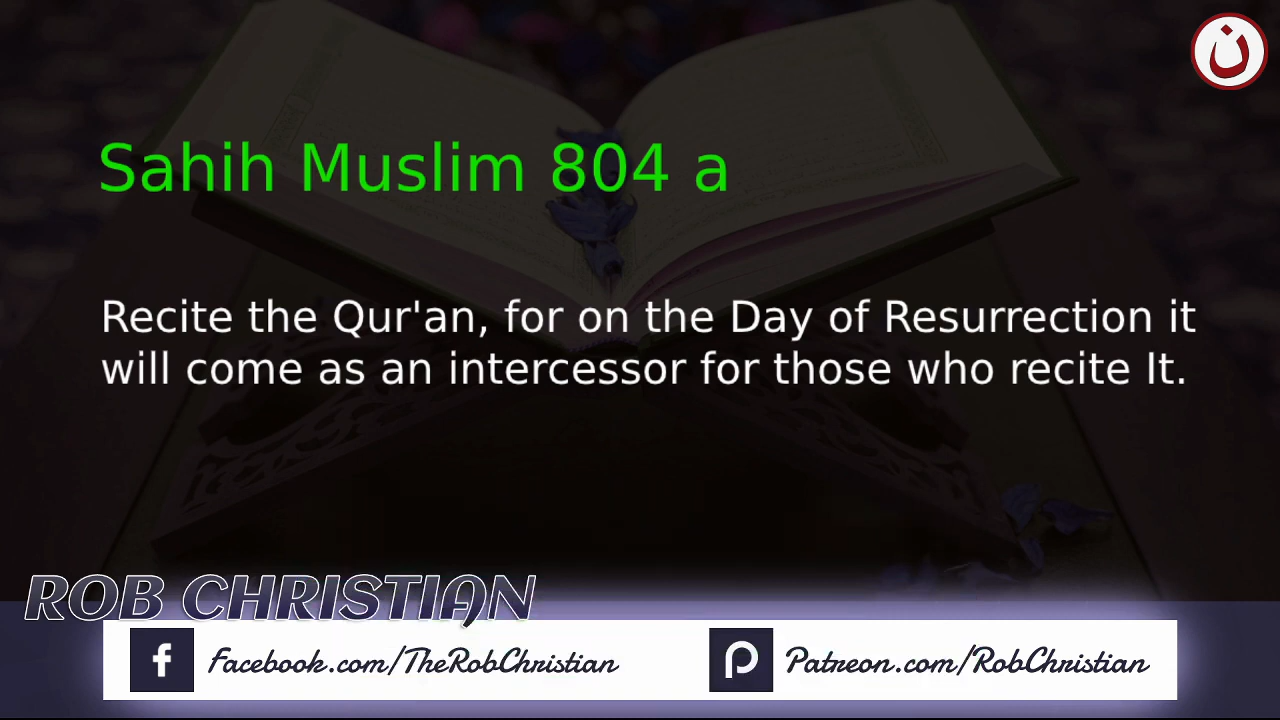 ن
Sahih Muslim 804 a
Recite the Qur'an, for on the Day of Resurrection it
will come as an intercessor for those who recite It.
ROB CHRISTIAN
Facebook.com/TheRobChristian
Patreon.com/RobChristian